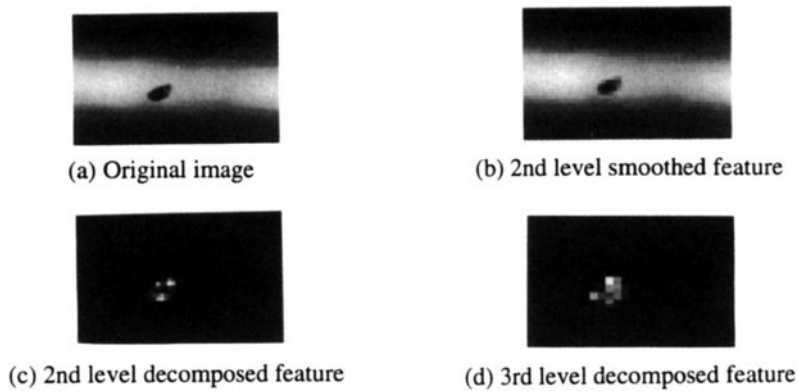 (a) Original image
(b) 2nd level smoothed feature
(c) 2nd level decomposed feature
(d) 3rd level decomposed feature